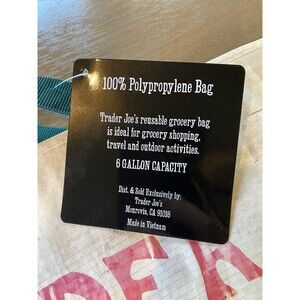 100% Polypropylene Bag
Trader Joe's reusable grocery bag
is ideal for grocery shopping,
travel and outdoor activities.
6 GALLON CAPACITY
Dist. & Sold Exclusively by:
Trader Joe's
Monrovia, CA 91016
Made in Vietnam